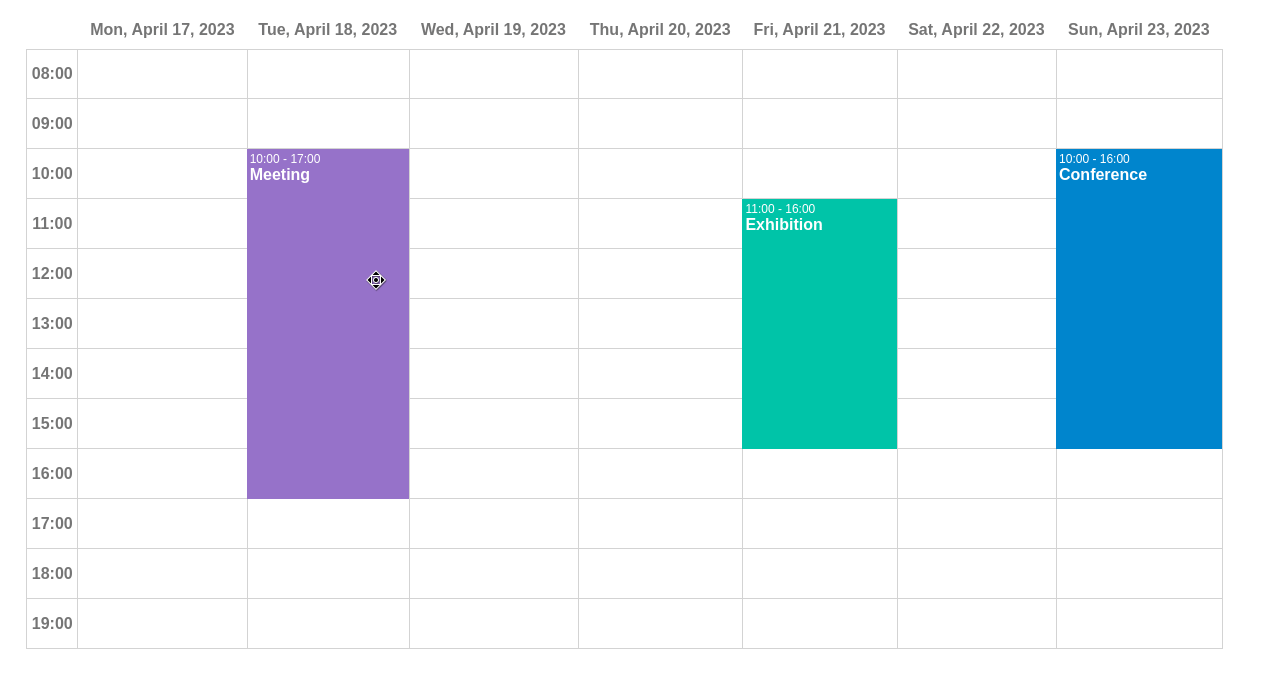 Mon, April 17, 2023 Tue, April 18, 2023 Wed, April 19, 2023 Thu, April 20, 2023 Fri, April 21, 2023 Sat, April 22, 2023 Sun, April 23, 2023
08:00
09:00
10:00 - 17:00 10:00 - 16:00
10:00 Meeting Conference
11:00 - 16:00
11:00 Exhibition
12:00
13:00
14:00
15:00
16:00
17:00
18:00
19:00